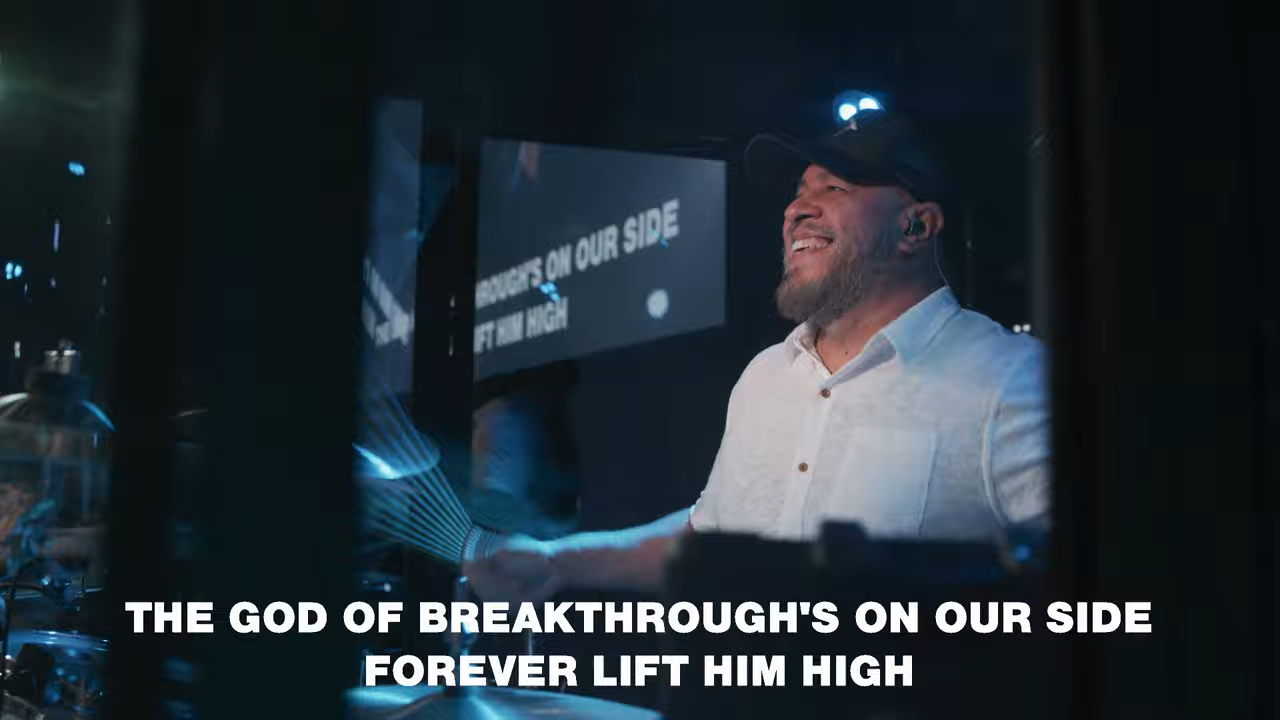 ROUGH'S ON OUR SIDE
IFT HIM HIGH
THE GOD OF BREAKTHROUGH'S ON OUR SIDE
FOREVER LIFT HIM HIGH